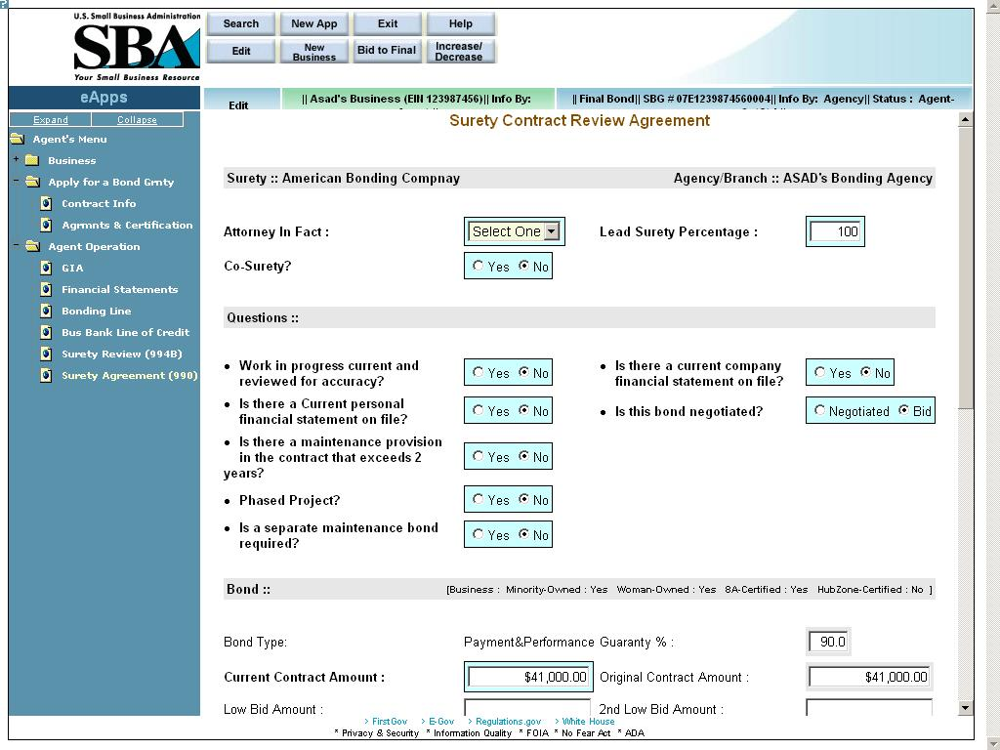 U.S. Small Business Administration
SBA
Your Small Business Resource
Search
New App
Exit
Help
Edit
New
Business
Bid to Final
Increase/
Decrease
eApps
Edit
|| Asad's Business (EIN 123987456)|| Info By:
|| Final Bond|| SBG # 07E1239874560004|| Info By: Agency|| Status : Agent-
Expand
Collapse
Agent's Menu
Business
Apply for a Bond Grnty
Contract Info
Agrmnts & Certification
Agent Operation
GIA
Financial Statements
Bonding Line
Bus Bank Line of Credit
Surety Review (994B)
Surety Agreement (990)
Surety Contract Review Agreement
Surety :: American Bonding Compnay
Agency/Branch :: ASAD's Bonding Agency
Attorney In Fact :
Select One
Lead Surety Percentage :
100
Co-Surety?
Yes No
Questions ::
• Work in progress current and
reviewed for accuracy?
Yes No
• Is there a current company
financial statement on file?
Yes No
• Is there a Current personal
financial statement on file?
Yes No
• Is this bond negotiated?
Negotiated Bid
• Is there a maintenance provision
in the contract that exceeds 2
years?
Yes No
• Phased Project?
Yes No
• Is a separate maintenance bond
required?
Yes No
Bond ::
[Business : Minority-Owned : Yes Woman-Owned : Yes 8A-Certified : Yes HubZone-Certified : No ]
Bond Type:
Payment&Performance
Guaranty % :
90.0
Current Contract Amount :
$41,000.00
Original Contract Amount :
$41,000.00
Low Bid Amount :
2nd Low Bid Amount :
> FirstGov > E-Gov > Regulations.gov > White House
* Privacy & Security * Information Quality * FOIA * No Fear Act * ADA